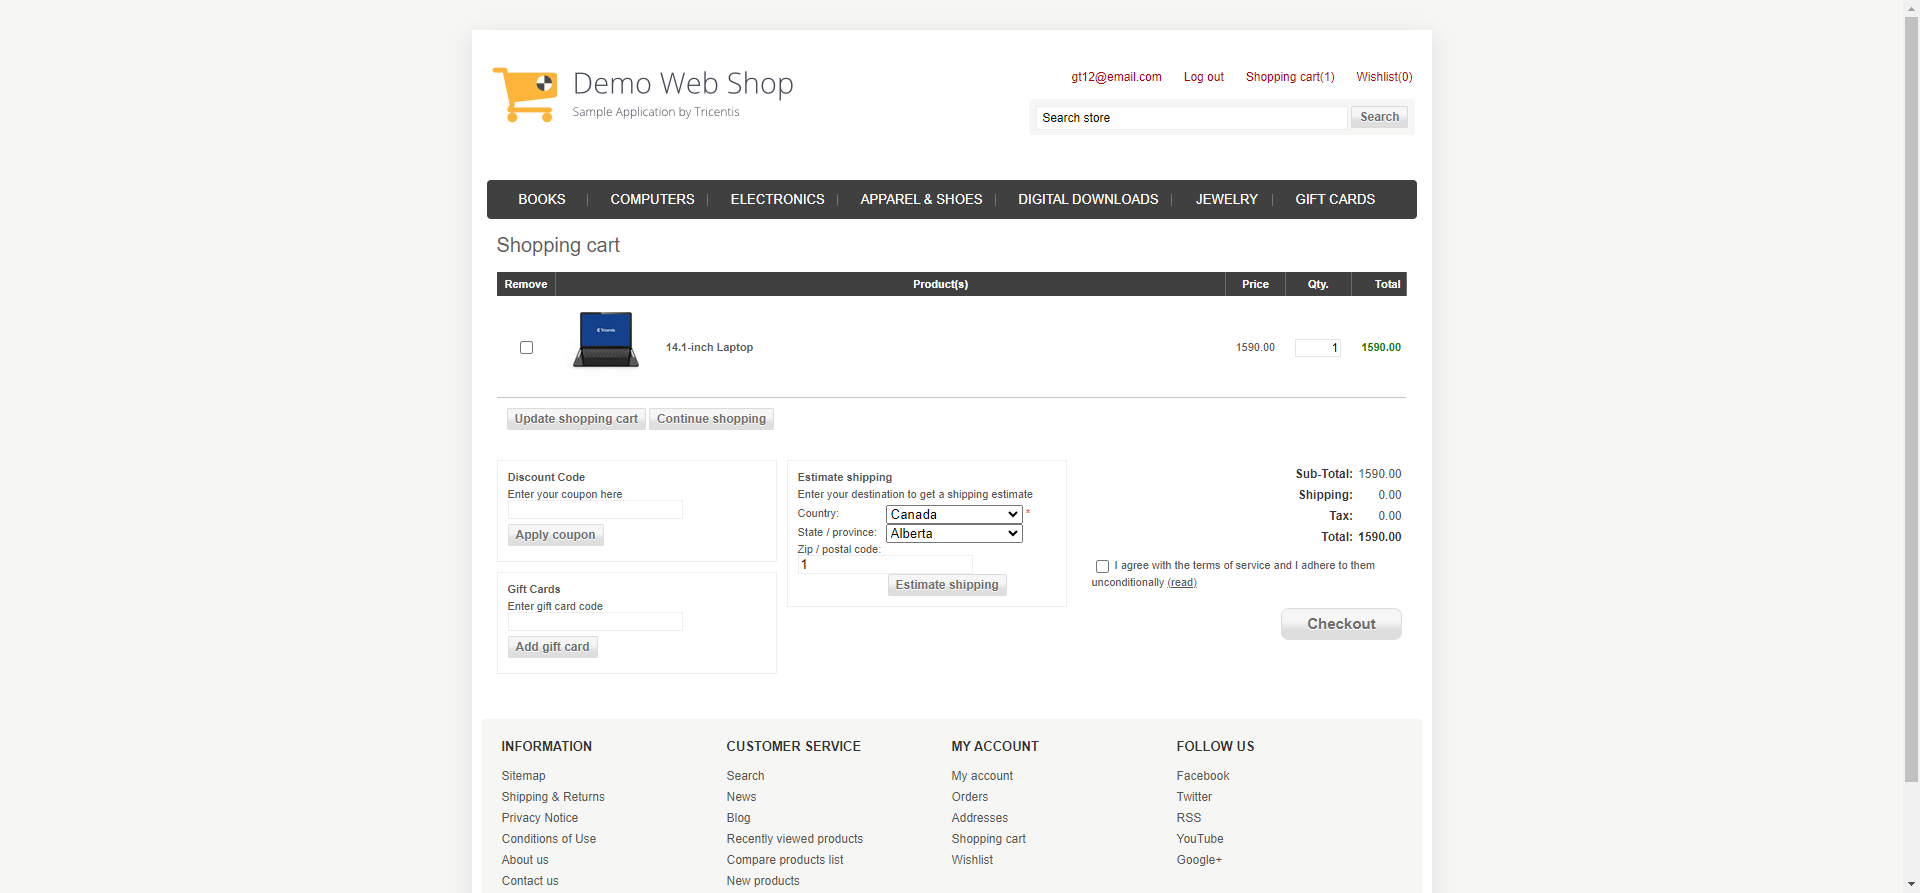 Demo Web Shop
Sample Application by Tricentis
gt12@email.com Log out Shopping cart(1) Wishlist(0)
Search store Search
BOOKS COMPUTERS ELECTRONICS APPAREL & SHOES DIGITAL DOWNLOADS JEWELRY GIFT CARDS
Shopping cart
Remove Product(s) Price Qty. Total
Tricentis
14.1-inch Laptop 1590.00 1 1590.00
Update shopping cart Continue shopping
Discount Code
Enter your coupon here
Apply coupon
Gift Cards
Enter gift card code
Add gift card
Estimate shipping
Enter your destination to get a shipping estimate
Country: Canada *
State / province: Alberta
Zip / postal code:
1
Estimate shipping
Sub-Total: 1590.00
Shipping: 0.00
Tax: 0.00
Total: 1590.00
I agree with the terms of service and I adhere to them
unconditionally (read)
Checkout
INFORMATION
Sitemap
Shipping & Returns
Privacy Notice
Conditions of Use
About us
Contact us
CUSTOMER SERVICE
Search
News
Blog
Recently viewed products
Compare products list
New products
MY ACCOUNT
My account
Orders
Addresses
Shopping cart
Wishlist
FOLLOW US
Facebook
Twitter
RSS
YouTube
Google+